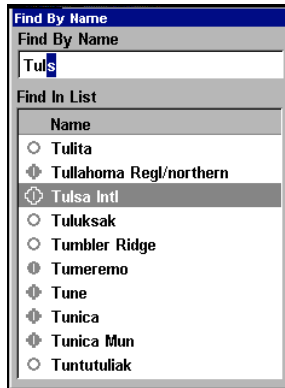 Find By Name
Find By Name
Tuls
Find In List
Name
Tulita
Tullahoma Regl/northern
Tulsa Intl
Tuluksak
Tumbler Ridge
Tumeremo
Tune
Tunica
Tunica Mun
Tuntutuliak